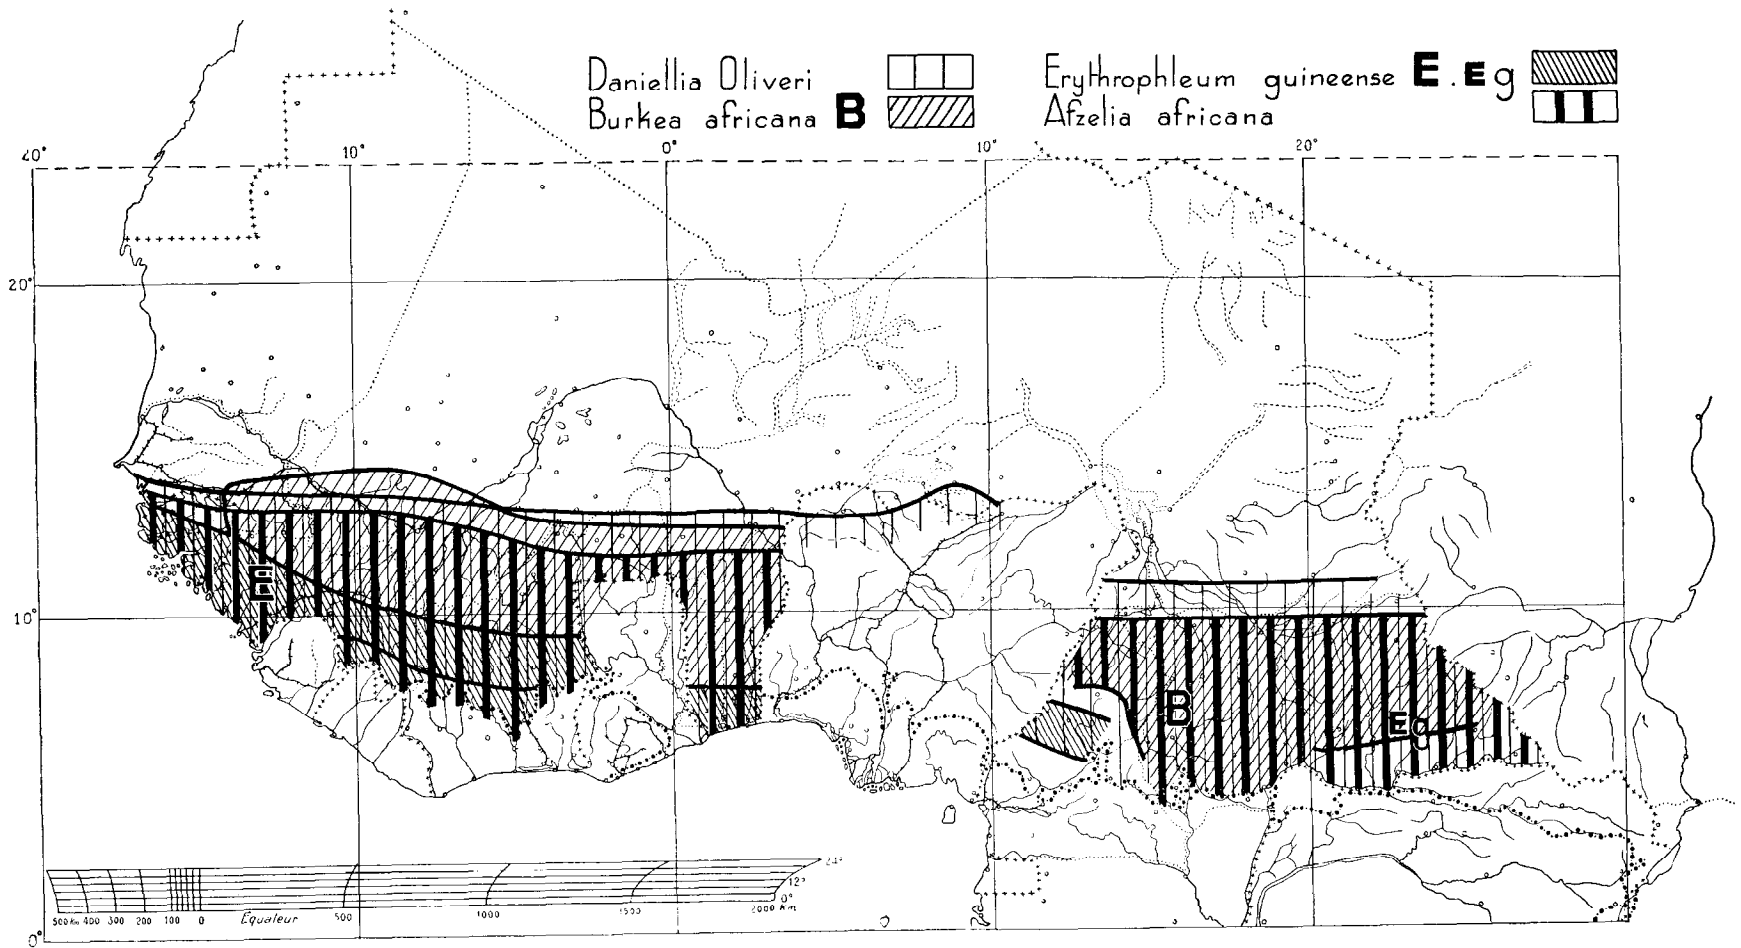 Daniellia Oliveri
Burkea africana B
Erythrophleum guineense E . Eg
Afzelia africana
40° 10° 0° 10° 20°
20°
10°
0°
E
B
Eg
24°
12°
0°
500 Km 400 300 200 100 0 Equateur 500 1000 1500 2000 Km